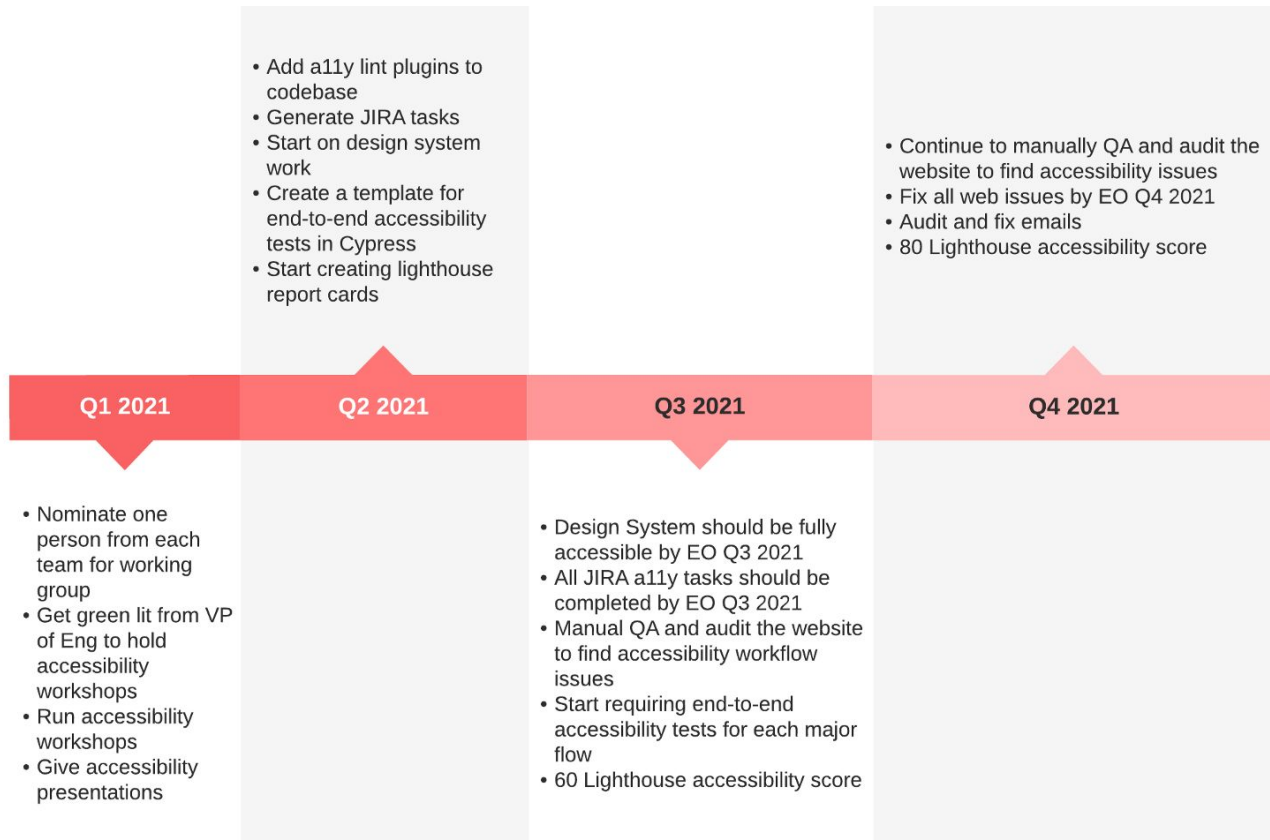 • Add a11y lint plugins to
codebase
• Generate JIRA tasks
• Start on design system
work
• Create a template for
end-to-end accessibility
tests in Cypress
• Start creating lighthouse
report cards
• Continue to manually QA and audit the
website to find accessibility issues
• Fix all web issues by EO Q4 2021
• Audit and fix emails
• 80 Lighthouse accessibility score
Q1 2021
Q2 2021
Q3 2021
Q4 2021
• Nominate one
person from each
team for working
group
• Get green lit from VP
of Eng to hold
accessibility
workshops
• Run accessibility
workshops
• Give accessibility
presentations
• Design System should be fully
accessible by EO Q3 2021
• All JIRA a11y tasks should be
completed by EO Q3 2021
• Manual QA and audit the website
to find accessibility workflow
issues
• Start requiring end-to-end
accessibility tests for each major
flow
• 60 Lighthouse accessibility score